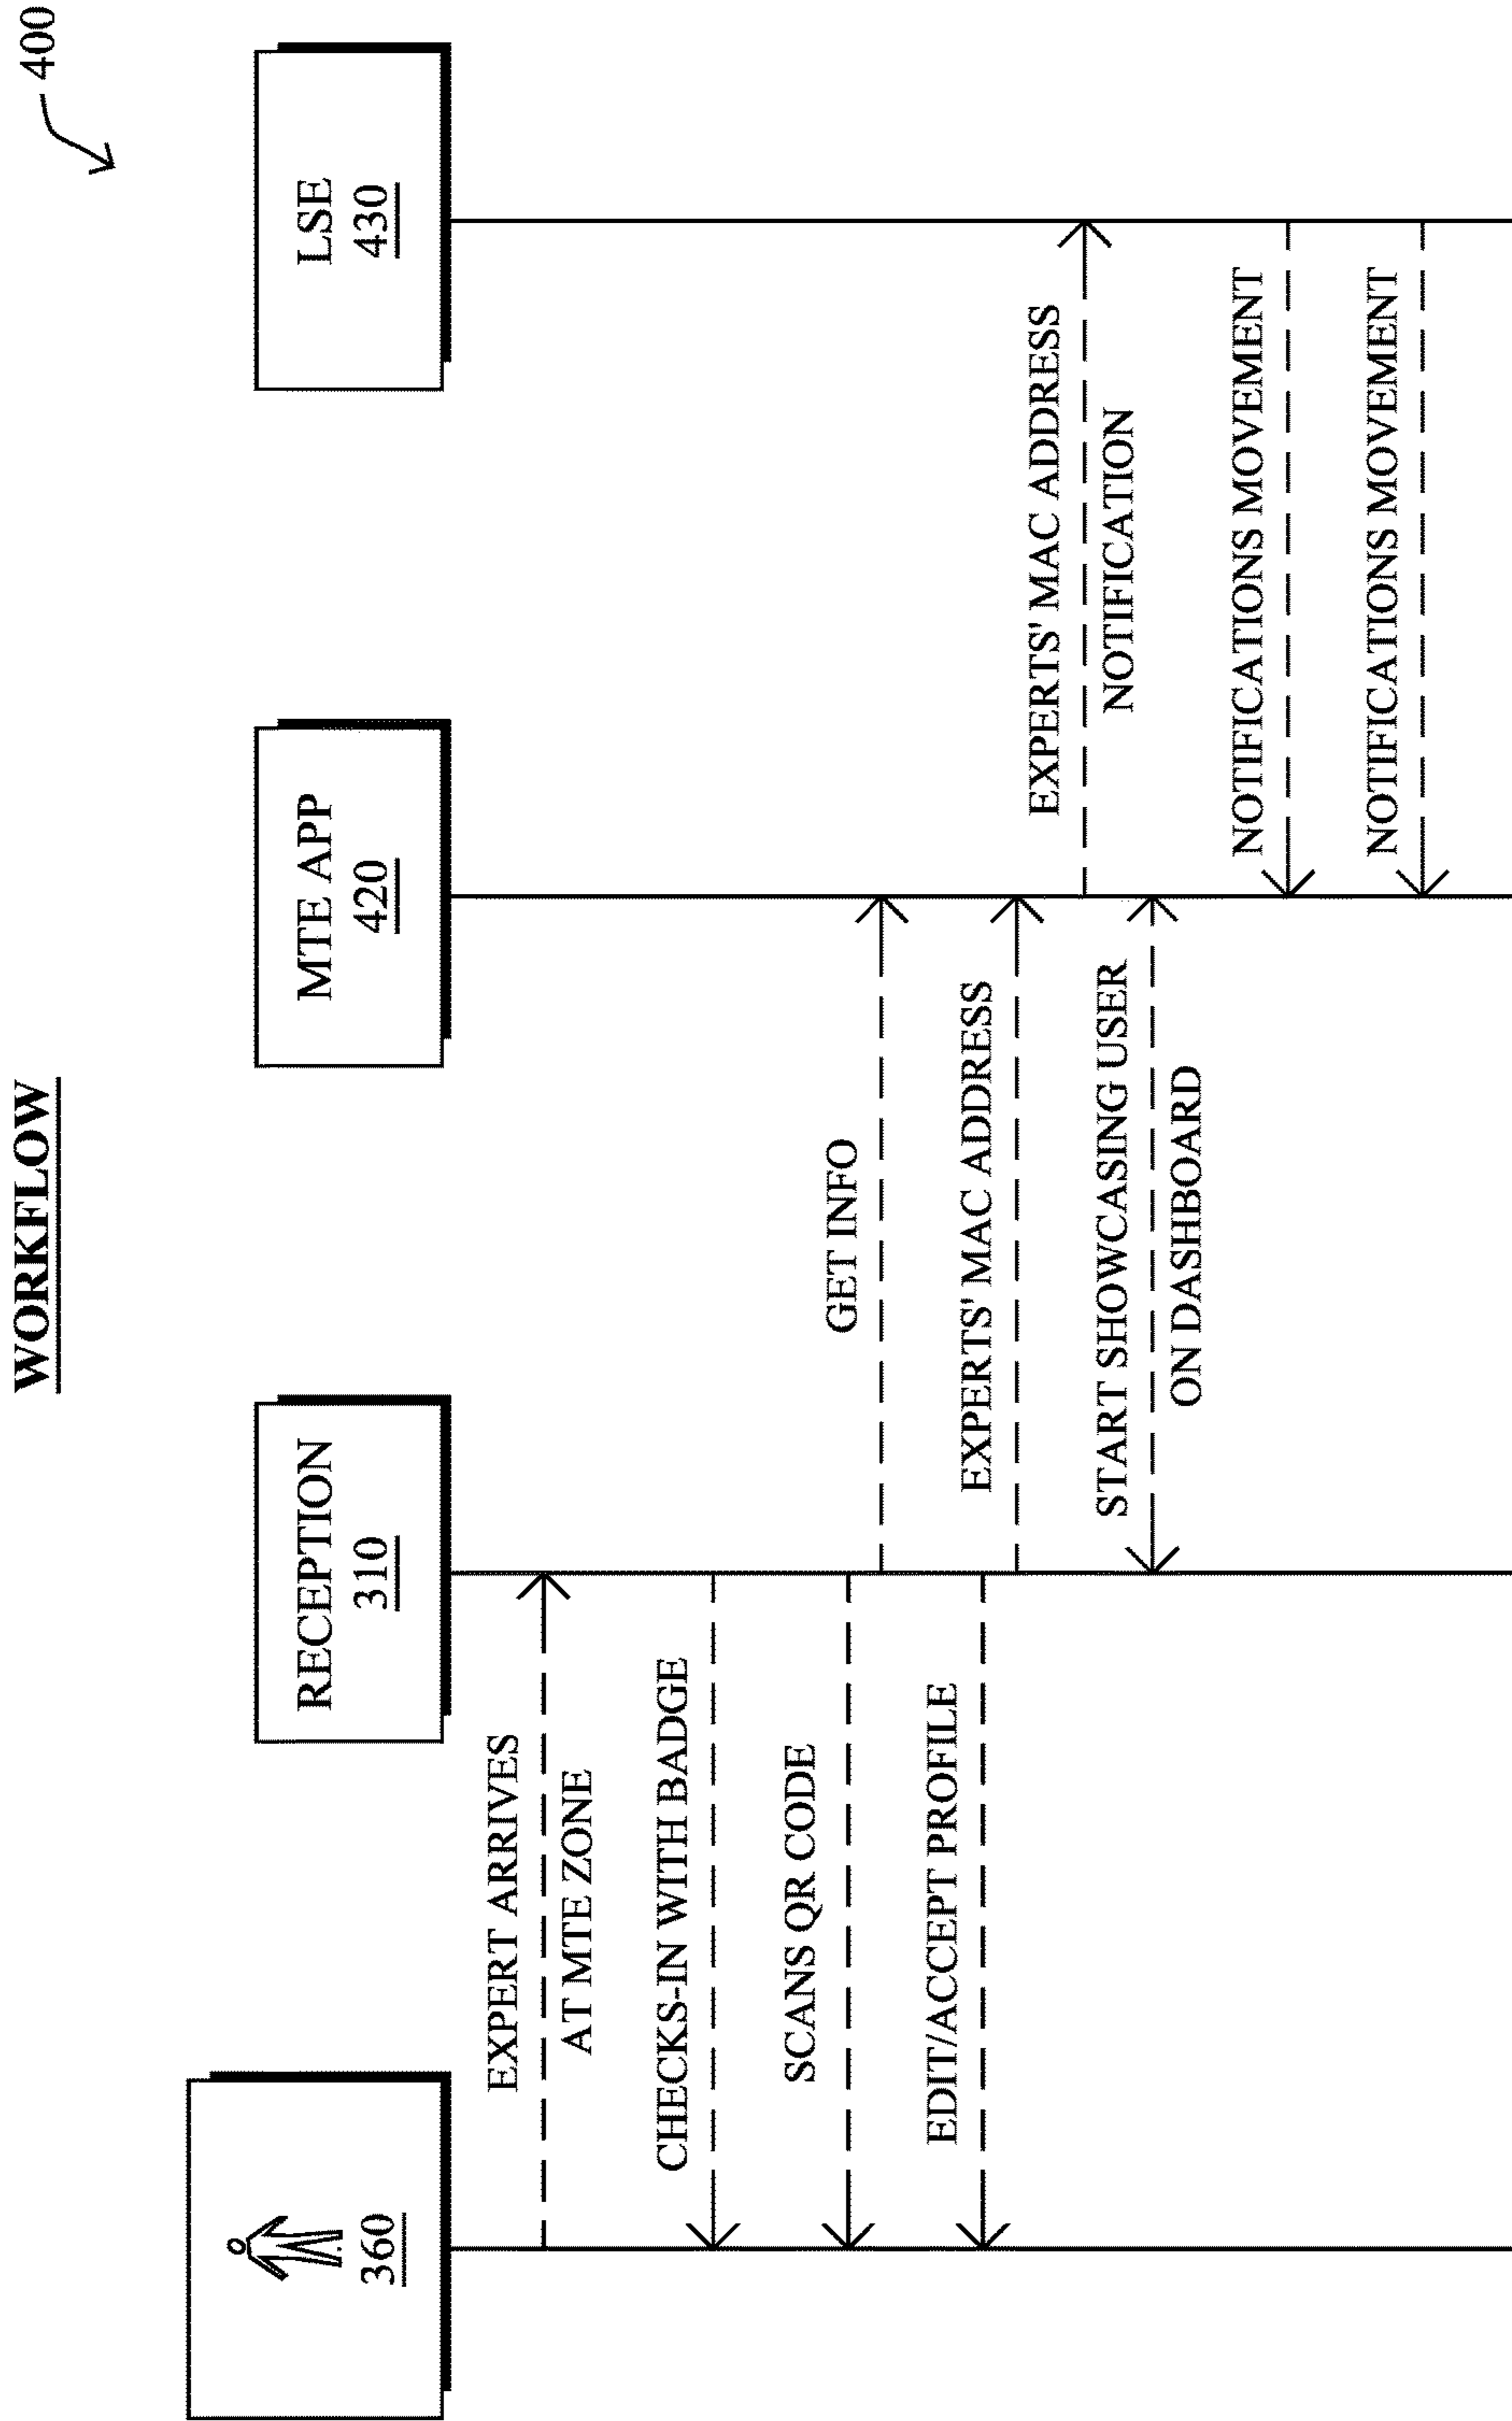 WORKFLOW
400
360
RECEPTION
310
MTE APP
420
LSE
430
EXPERT ARRIVES
AT MTE ZONE
CHECKS-IN WITH BADGE
SCANS QR CODE
GET INFO
EDIT/ACCEPT PROFILE
EXPERTS' MAC ADDRESS
EXPERTS' MAC ADDRESS
NOTIFICATION
START SHOWCASING USER
ON DASHBOARD
NOTIFICATIONS MOVEMENT
NOTIFICATIONS MOVEMENT